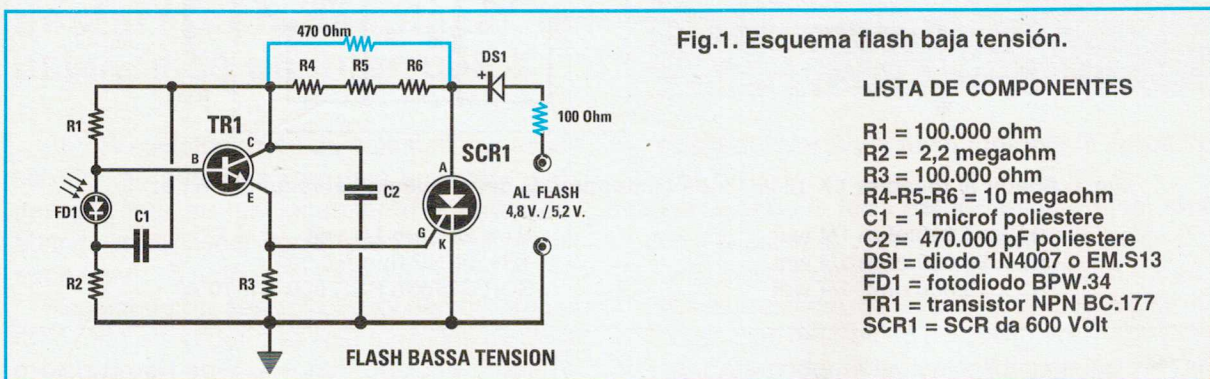 Fig.1. Esquema flash baja tensión.
LISTA DE COMPONENTES
R1 = 100.000 ohm
R2 = 2,2 megaohm
R3 = 100.000 ohm
R4-R5-R6 = 10 megaohm
C1 = 1 microf poliestere
C2 = 470.000 pF poliestere
DSI = diodo 1N4007 o EM.S13
FD1 = fotodiodo BPW.34
TR1 = transistor NPN BC.177
SCR1 = SCR da 600 Volt
470 Ohm
R4 R5 R6
DS1
+
100 Ohm
R1
TR1
B
C
E
SCR1
A
G
K
AL FLASH
4,8 V. / 5,2 V.
FD1
C1
C2
R2
R3
FLASH BASSA TENSION